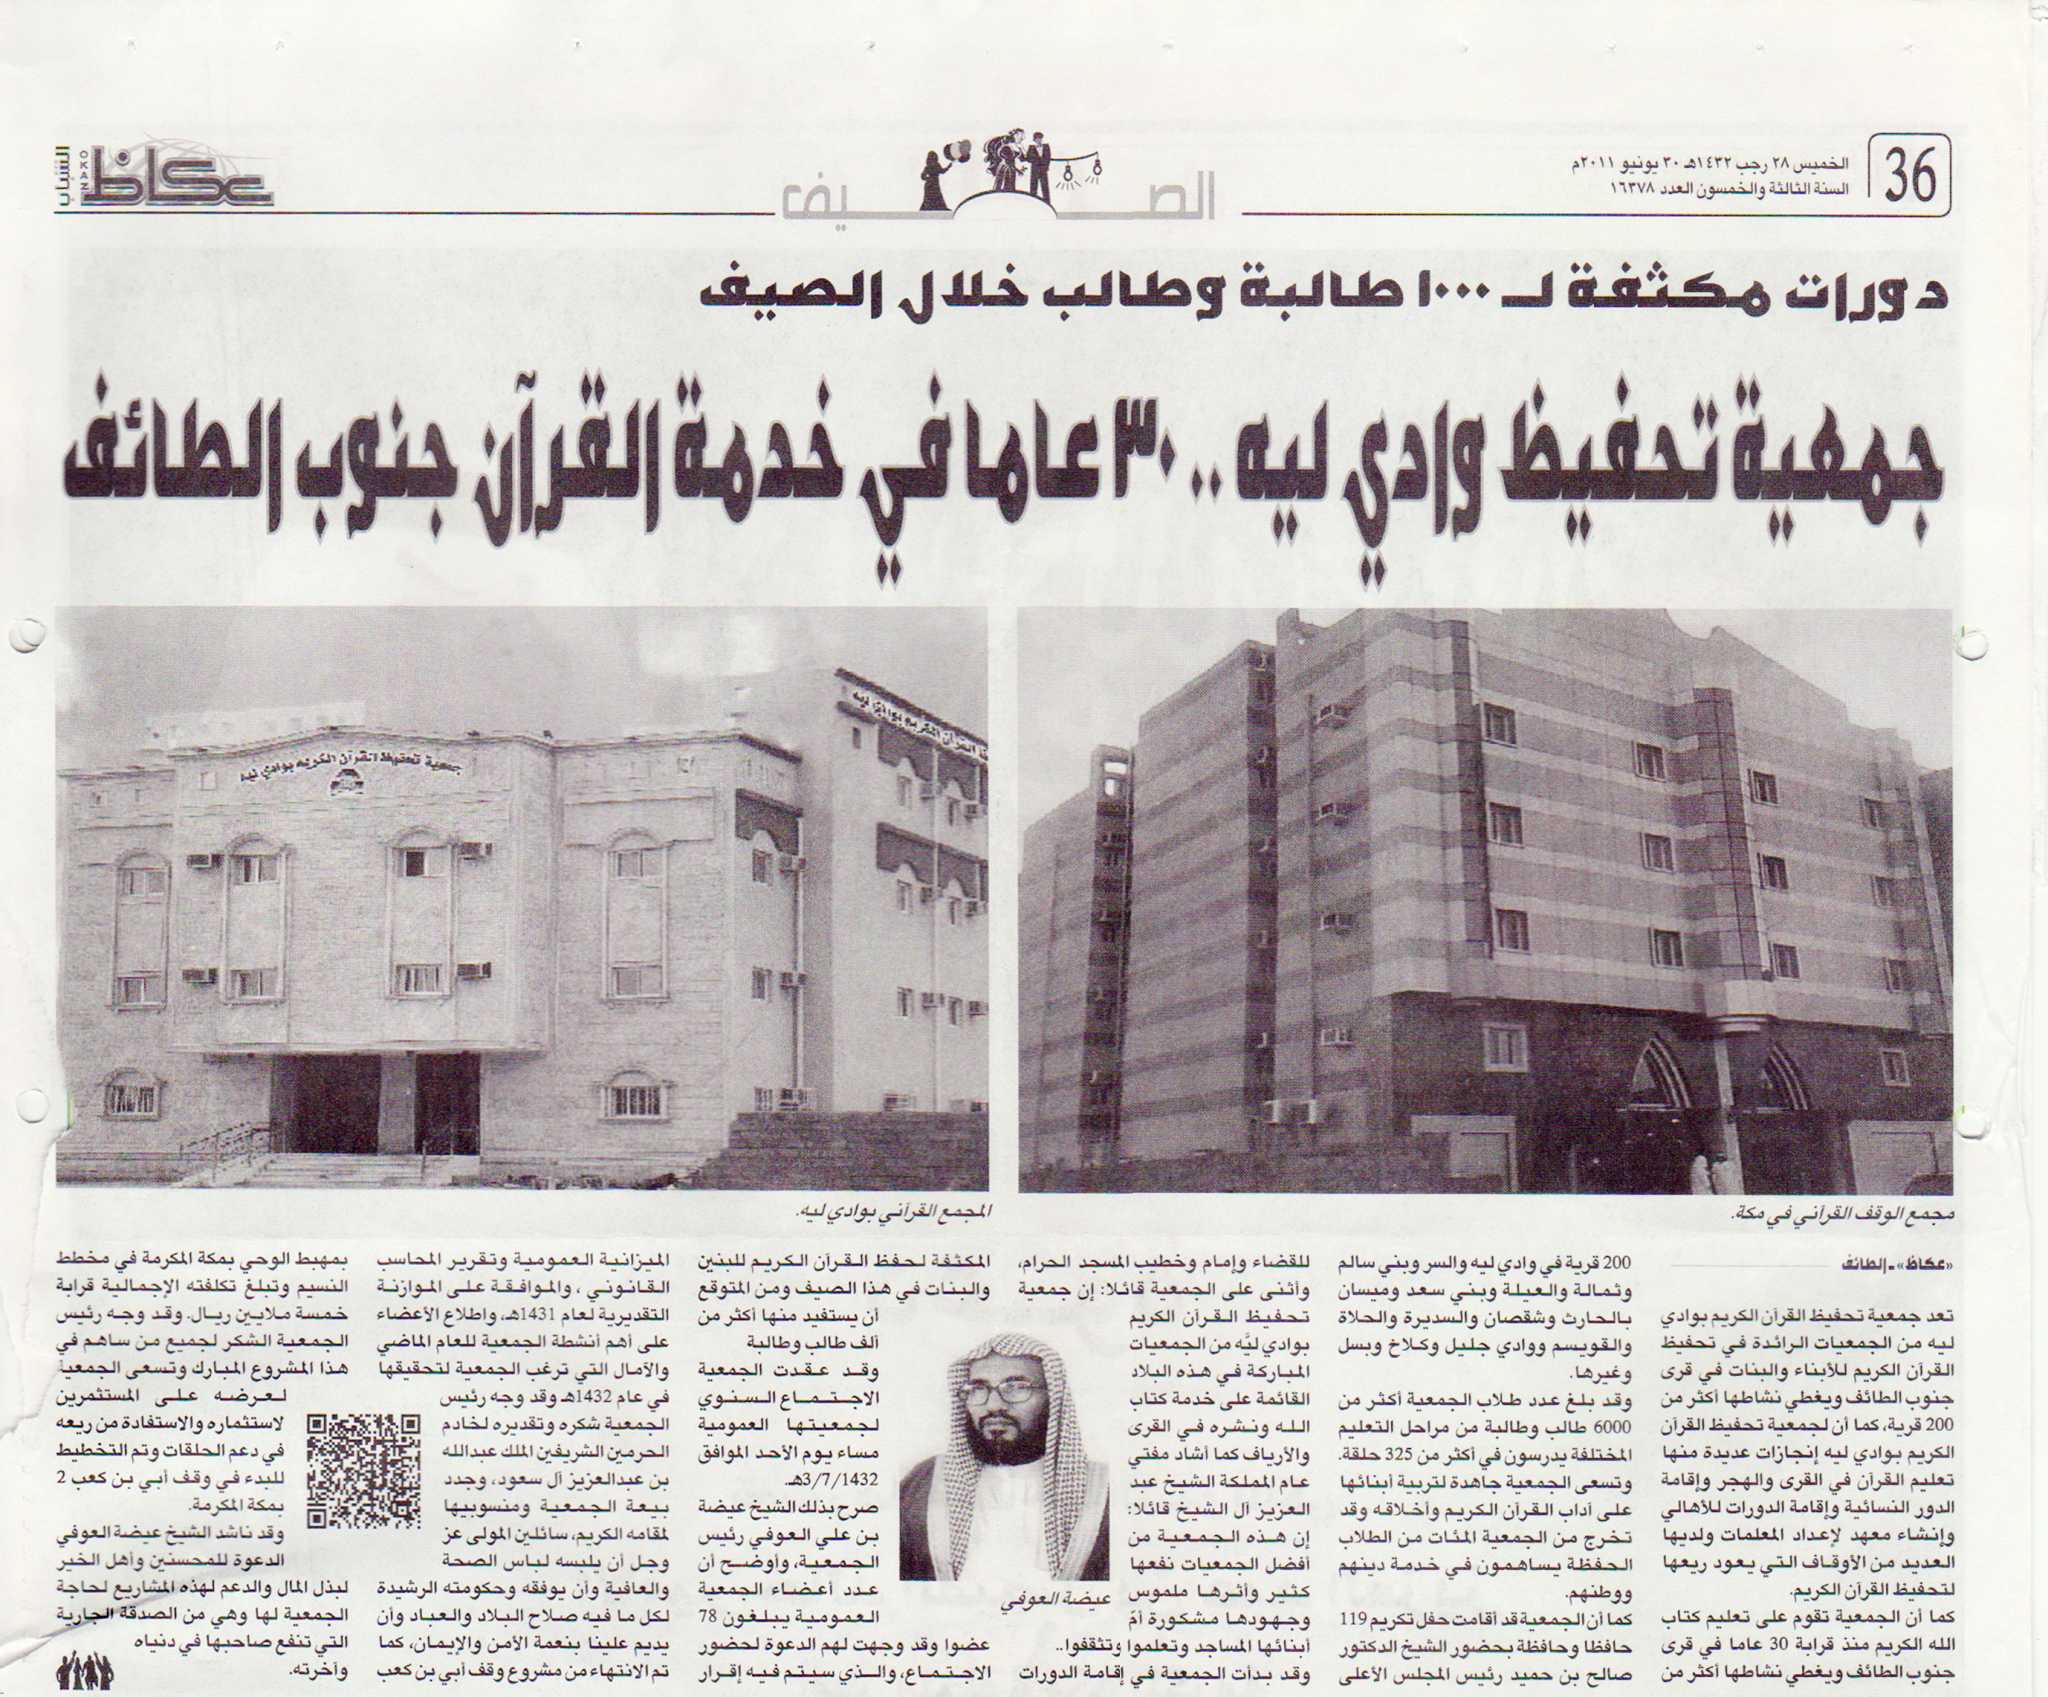 36
الخميس ٢٨ رجب ١٤٣٢هـ ٣٠ يونيو ٢٠١١م
السنة الثالثة والخمسون العدد ١٦٣٧٨
الصيف
عكاظ
OKAZ
الشباب
دورات مكثفة لـ ١٠٠٠ طالبة وطالب خلال الصيف
جمعية تحفيظ وادي ليه .. ٣٠ عاما في خدمة القرآن جنوب الطائف
جمعية تحفيظ القرآن الكريم بوادي ليه
القرآن الكريم بوادي ليه
مجمع الوقف القرآني في مكة.
المجمع القرآني بوادي ليه.
«عكاظ» ـ الطائف
تعد جمعية تحفيظ القرآن الكريم بوادي
ليه من الجمعيات الرائدة في تحفيظ
القرآن الكريم للأبناء والبنات في قرى
جنوب الطائف ويغطي نشاطها أكثر من
200 قرية، كما أن لجمعية تحفيظ القرآن
الكريم بوادي ليه إنجازات عديدة منها
تعليم القرآن في القرى والهجر وإقامة
الدور النسائية وإقامة الدورات للأهالي
وإنشاء معهد لإعداد المعلمات ولديها
العديد من الأوقاف التي يعود ريعها
لتحفيظ القرآن الكريم.
كما أن الجمعية تقوم على تعليم كتاب
الله الكريم منذ قرابة 30 عاما في قرى
جنوب الطائف ويغطي نشاطها أكثر من
200 قرية في وادي ليه والسر وبني سالم
وثمالة والعيلة وبني سعد وميسان
بالحارث وشقصان والسديرة والحلاة
والقويسم ووادي جليل وكلاخ وبسل
وغيرها.
وقد بلغ عدد طلاب الجمعية أكثر من
6000 طالب وطالبة من مراحل التعليم
المختلفة يدرسون في أكثر من 325 حلقة.
وتسعى الجمعية جاهدة لتربية أبنائها
على آداب القرآن الكريم وأخلاقه وقد
تخرج من الجمعية المئات من الطلاب
الحفظة يساهمون في خدمة دينهم
ووطنهم.
كما أن الجمعية قد أقامت حفل تكريم 119
حافظا وحافظة بحضور الشيخ الدكتور
صالح بن حميد رئيس المجلس الأعلى
للقضاء وإمام وخطيب المسجد الحرام،
وأثنى على الجمعية قائلا: إن جمعية
تحفيظ القرآن الكريم
بوادي ليَّه من الجمعيات
المباركة في هذه البلاد
القائمة على خدمة كتاب
الله ونشره في القرى
والأرياف كما أشاد مفتي
عام المملكة الشيخ عبد
العزيز آل الشيخ قائلا:
إن هذه الجمعية من
أفضل الجمعيات نفعها
كثير وأثرها ملموس
وجهودها مشكورة أمَّ
أبنائها المساجد وتعلموا وتثقفوا..
وقد بدأت الجمعية في إقامة الدورات
عيضة العوفي
المكثفة لحفظ القرآن الكريم للبنين
والبنات في هذا الصيف ومن المتوقع
أن يستفيد منها أكثر من
ألف طالب وطالبة
وقد عقدت الجمعية
الاجتماع السنوي
لجمعيتها العمومية
مساء يوم الأحد الموافق
3/7/1432هـ.
صرح بذلك الشيخ عيضة
بن علي العوفي رئيس
الجمعية، وأوضح أن
عدد أعضاء الجمعية
العمومية يبلغون 78
عضوا وقد وجهت لهم الدعوة لحضور
الاجتماع، والذي سيتم فيه إقرار
الميزانية العمومية وتقرير المحاسب
القانوني ، والموافقة على الموازنة
التقديرية لعام 1431هـ، واطلاع الأعضاء
على أهم أنشطة الجمعية للعام الماضي
والآمال التي ترغب الجمعية لتحقيقها
في عام 1432هـ وقد وجه رئيس
الجمعية شكره وتقديره لخادم
الحرمين الشريفين الملك عبدالله
بن عبدالعزيز آل سعود، وجدد
بيعة الجمعية ومنسوبيها
لمقامه الكريم، سائلين المولى عز
وجل أن يلبسه لباس الصحة
والعافية وأن يوفقه وحكومته الرشيدة
لكل ما فيه صلاح البلاد والعباد وأن
يديم علينا بنعمة الأمن والإيمان، كما
تم الانتهاء من مشروع وقف أبي بن كعب
بمهبط الوحي بمكة المكرمة في مخطط
النسيم وتبلغ تكلفته الإجمالية قرابة
خمسة ملايين ريال. وقد وجه رئيس
الجمعية الشكر لجميع من ساهم في
هذا المشروع المبارك وتسعى الجمعية
لعرضه على المستثمرين
لاستثماره والاستفادة من ريعه
في دعم الحلقات وتم التخطيط
للبدء في وقف أبي بن كعب 2
بمكة المكرمة.
وقد ناشد الشيخ عيضة العوفي
الدعوة للمحسنين وأهل الخير
لبذل المال والدعم لهذه المشاريع لحاجة
الجمعية لها وهي من الصدقة الجارية
التي تنفع صاحبها في دنياه
وآخرته.